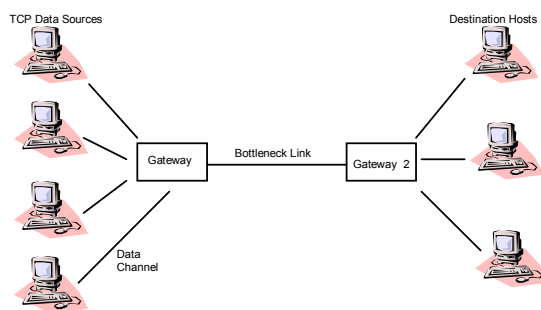 TCP Data Sources
Destination Hosts
Gateway
Bottleneck Link
Gateway 2
Data
Channel